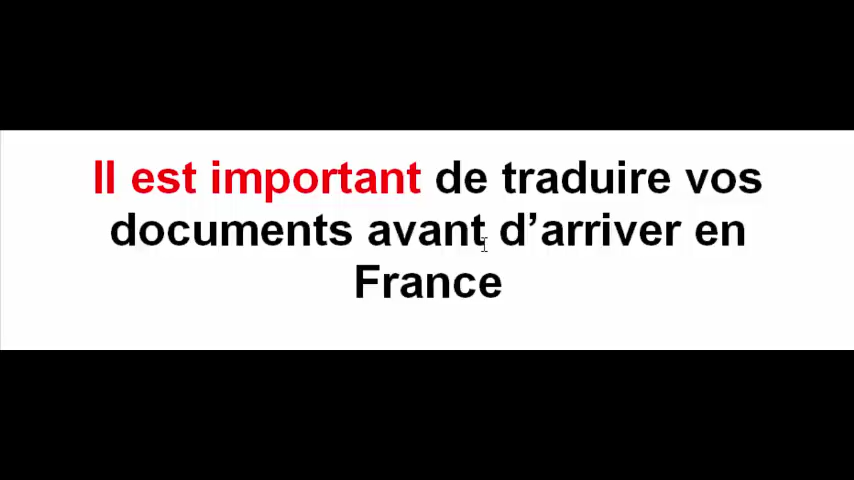 Il est important de traduire vos
documents avant d’arriver en
France